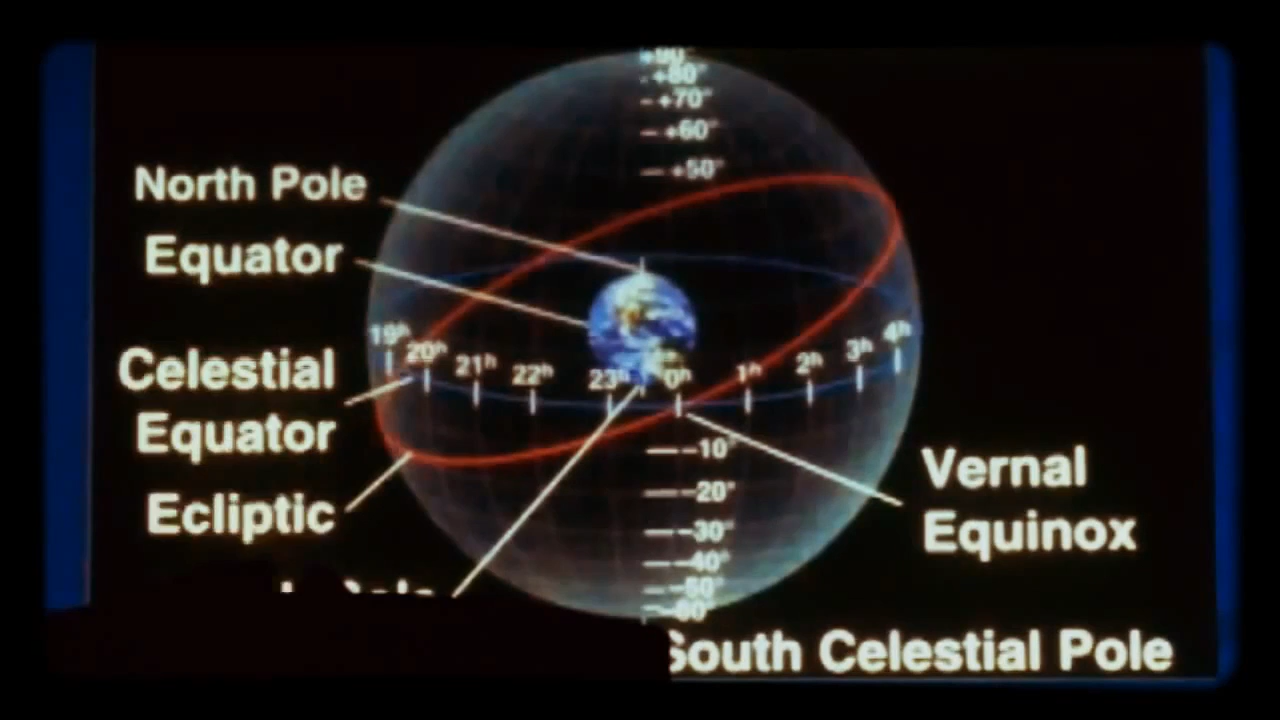 +80°
+70°
+60°
+50°
North Pole
Equator
19h 20h 21h 22h 23h 0h 1h 2h 3h 4h
Celestial
Equator
Ecliptic
-10°
-20°
-30°
-40°
Vernal
Equinox
South Celestial Pole